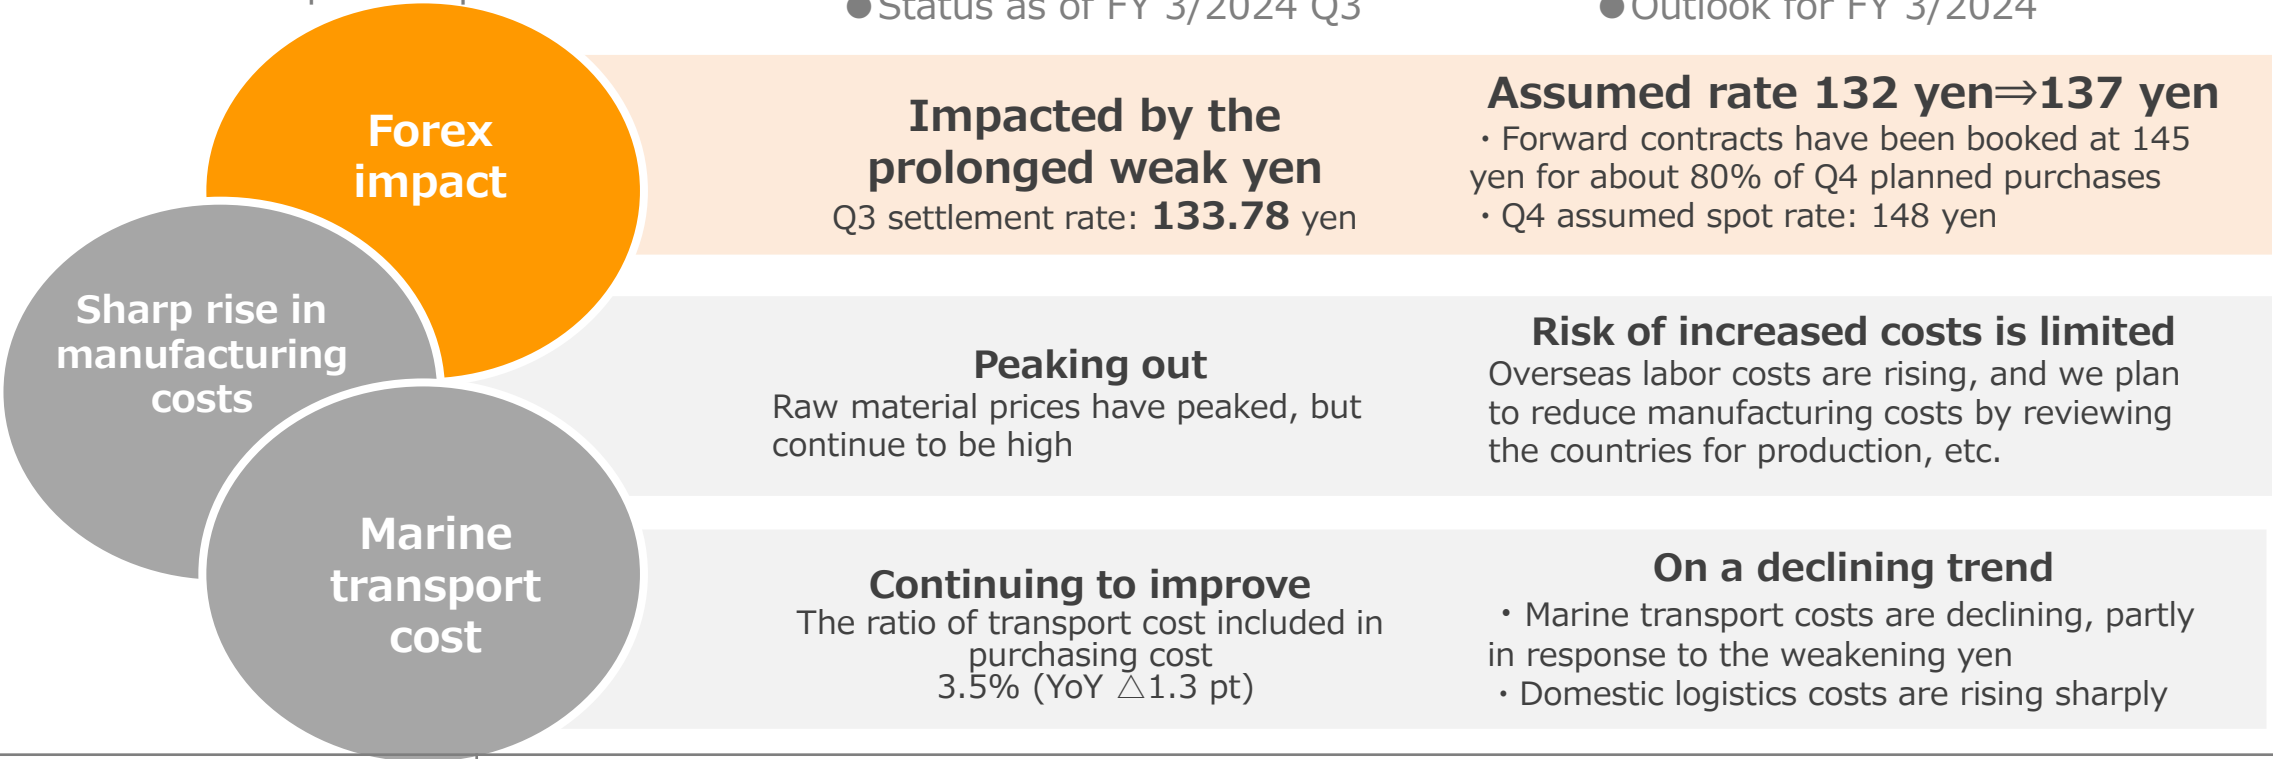 ●Status as of FY 3/2024 Q3
●Outlook for FY 3/2024
Forex
impact
Impacted by the
prolonged weak yen
Q3 settlement rate: 133.78 yen
Assumed rate 132 yen⇒137 yen
・Forward contracts have been booked at 145
yen for about 80% of Q4 planned purchases
・Q4 assumed spot rate: 148 yen
Sharp rise in
manufacturing
costs
Peaking out
Raw material prices have peaked, but
continue to be high
Risk of increased costs is limited
Overseas labor costs are rising, and we plan
to reduce manufacturing costs by reviewing
the countries for production, etc.
Marine
transport
cost
Continuing to improve
The ratio of transport cost included in
purchasing cost
3.5% (YoY △1.3 pt)
On a declining trend
・Marine transport costs are declining, partly
in response to the weakening yen
・Domestic logistics costs are rising sharply